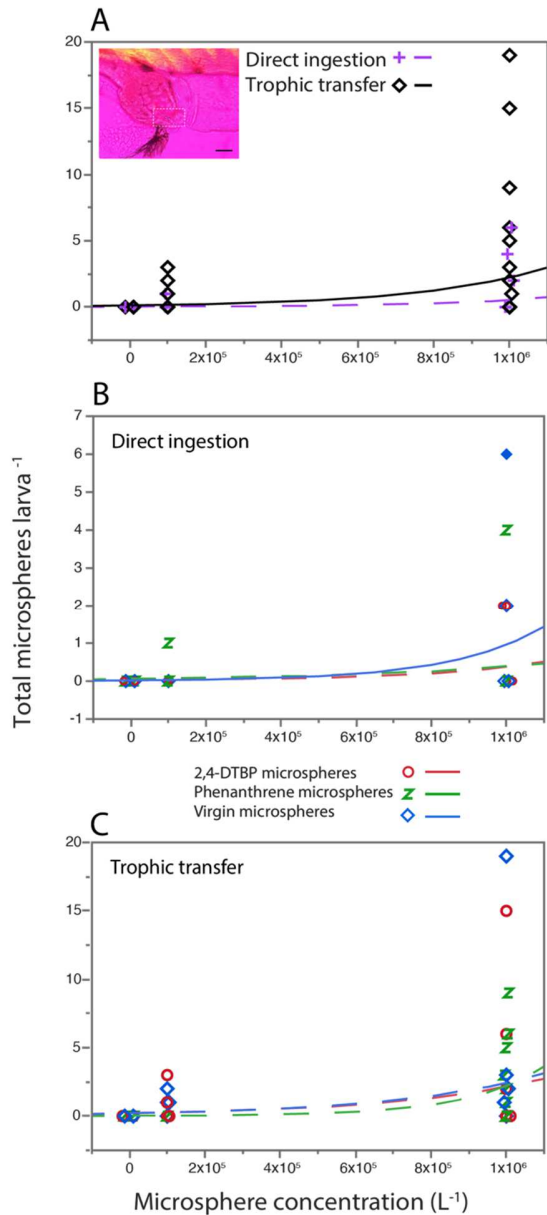 A
20
15
10
5
0
Direct ingestion
Trophic transfer
0 2x10⁵ 4x10⁵ 6x10⁵ 8x10⁵ 1x10⁶
B
7
6
5
4
3
2
1
0
-1
Direct ingestion
0 2x10⁵ 4x10⁵ 6x10⁵ 8x10⁵ 1x10⁶
Total microspheres larva ⁻¹
2,4-DTBP microspheres
Phenanthrene microspheres
Virgin microspheres
C
20
15
10
5
0
Trophic transfer
0 2x10⁵ 4x10⁵ 6x10⁵ 8x10⁵ 1x10⁶
Microsphere concentration (L⁻¹)